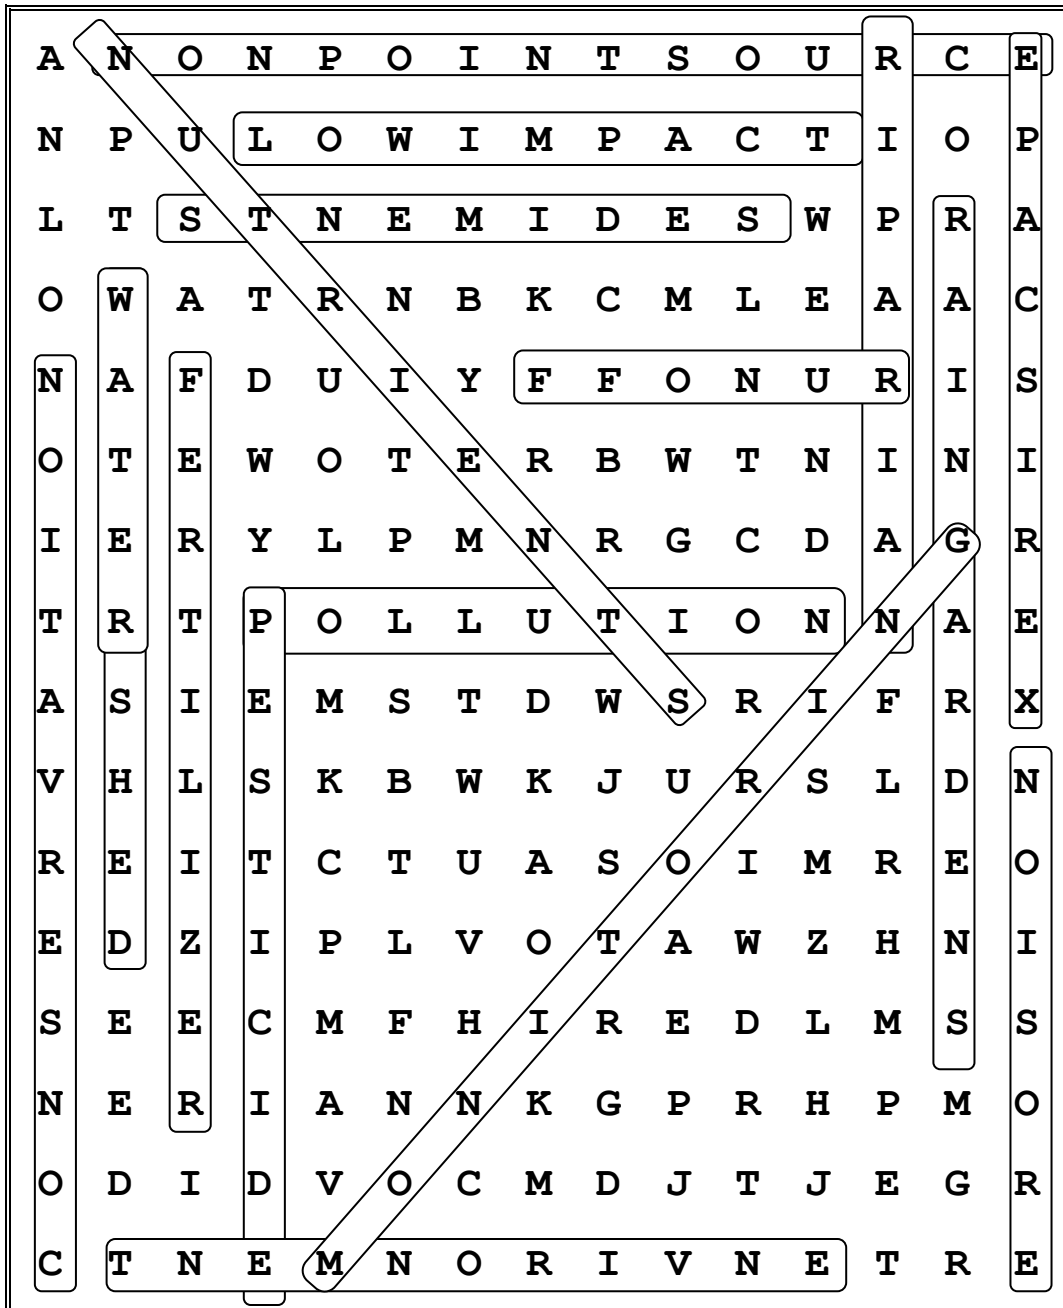 A N O N P O I N T S O U R C E
N P U L O W I M P A C T I O P
L T S T N E M I D E S W P R A
O W A T R N B K C M L E A A C
N A F D U I Y F F O N U R I S
O T E W O T E R B W T N I N I
I E R Y L P M N R G C D A G R
T R T P O L L U T I O N N A E
A S I E M S T D W S R I F R X
V H L S K B W K J U R S L D N
R E I T C T U A S O I M R E O
E D Z I P L V O T A W Z H N I
S E E C M F H I R E D L M S S
N E R I A N N K G P R H P M O
O D I D V O C M D J T J E G R
C T N E M N O R I V N E T R E